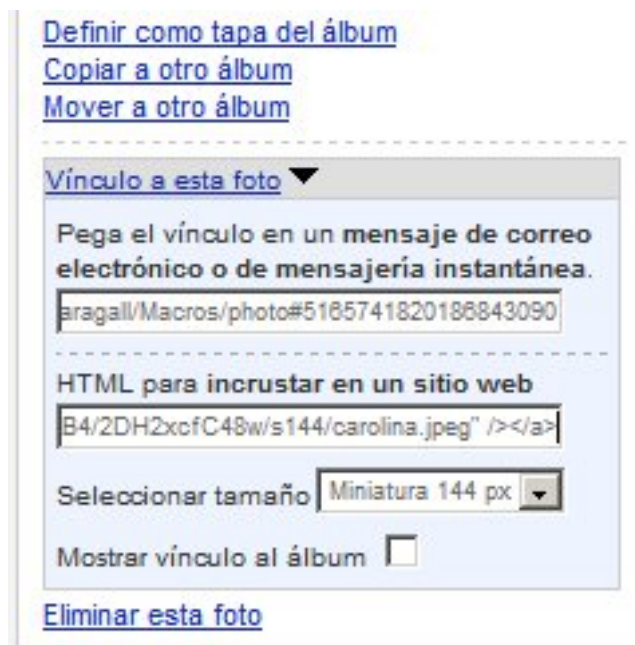 Definir como tapa del álbum
Copiar a otro álbum
Mover a otro álbum
Vínculo a esta foto
Pega el vínculo en un mensaje de correo
electrónico o de mensajería instantánea.
aragall/Macros/photo#5165741820186843090
HTML para incrustar en un sitio web
B4/2DH2xcfC48w/s144/carolina.jpeg" /></a>
Seleccionar tamaño Miniatura 144 px
Mostrar vínculo al álbum
Eliminar esta foto